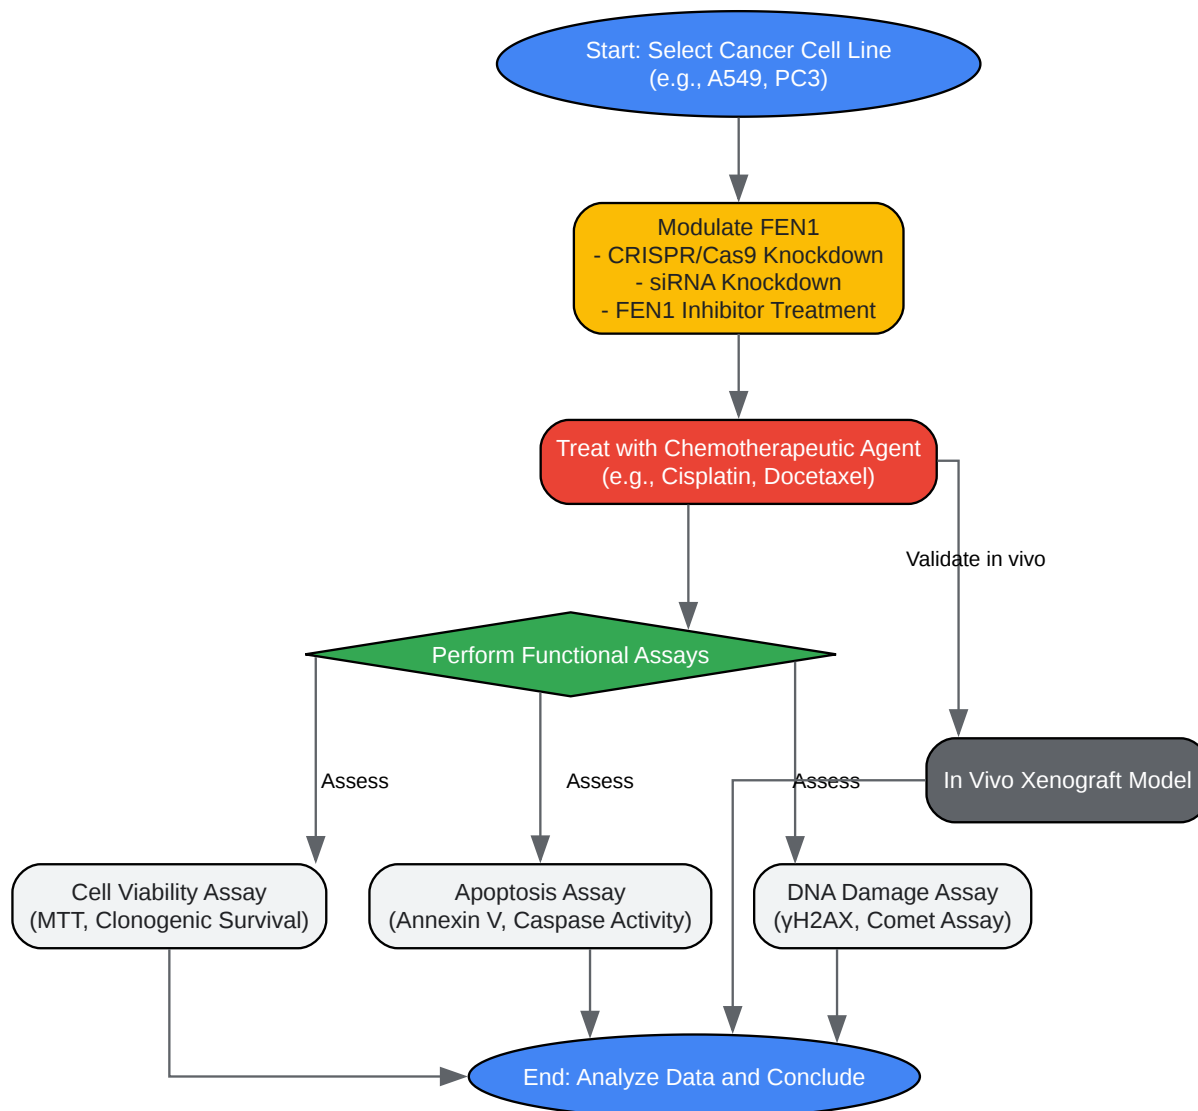 Start: Select Cancer Cell Line
(e.g., A549, PC3)
Modulate FEN1
- CRISPR/Cas9 Knockdown
- siRNA Knockdown
- FEN1 Inhibitor Treatment
Treat with Chemotherapeutic Agent
(e.g., Cisplatin, Docetaxel)
Validate in vivo
Perform Functional Assays
Assess
Assess
Assess
In Vivo Xenograft Model
Cell Viability Assay
(MTT, Clonogenic Survival)
Apoptosis Assay
(Annexin V, Caspase Activity)
DNA Damage Assay
(γH2AX, Comet Assay)
End: Analyze Data and Conclude